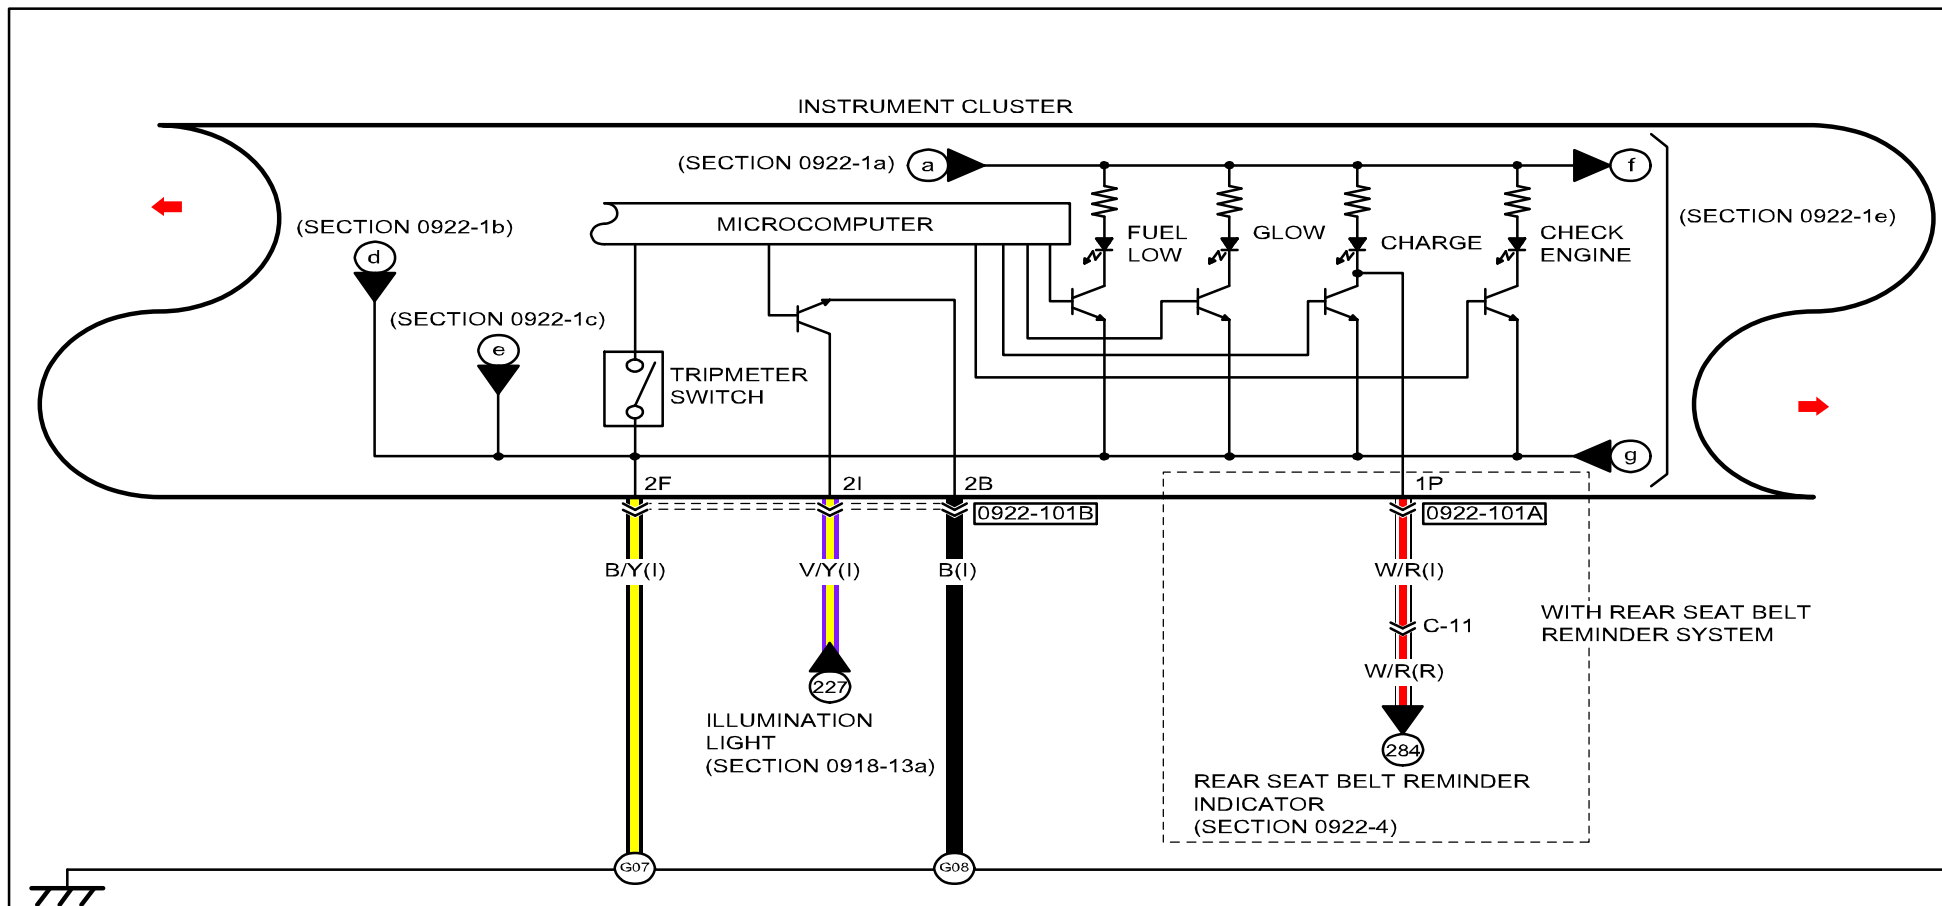 INSTRUMENT CLUSTER
(SECTION 0922-1a) a
f
MICROCOMPUTER
(SECTION 0922-1b)
d
(SECTION 0922-1c)
e
FUEL
LOW
GLOW
CHARGE
CHECK
ENGINE
(SECTION 0922-1e)
TRIPMETER
SWITCH
g
2F
2I
2B
1P
0922-101B
0922-101A
B/Y(I)
V/Y(I)
B(I)
W/R(I)
C-11
W/R(R)
WITH REAR SEAT BELT
REMINDER SYSTEM
227
ILLUMINATION
LIGHT
(SECTION 0918-13a)
284
REAR SEAT BELT REMINDER
INDICATOR
(SECTION 0922-4)
G07
G08